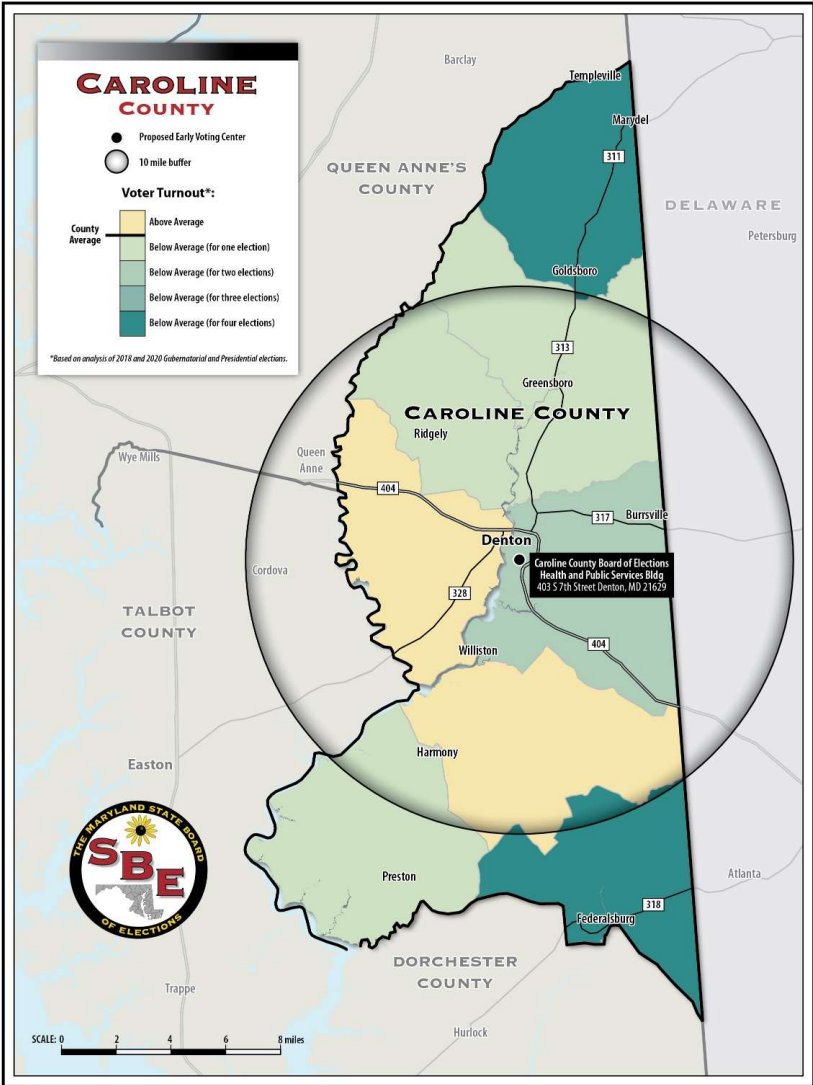 CAROLINE
COUNTY
Proposed Early Voting Center
10 mile buffer
Voter Turnout*:
County
Average
Above Average
Below Average (for one election)
Below Average (for two elections)
Below Average (for three elections)
Below Average (for four elections)
*Based on analysis of 2018 and 2020 Gubernatorial and Presidential elections.
Barclay
Templeville
Marydel
311
QUEEN ANNE'S
COUNTY
DELAWARE
Petersburg
Goldsboro
313
Greensboro
CAROLINE COUNTY
Ridgely
Wye Mills
Queen
Anne
404
317
Burrsville
Denton
Caroline County Board of Elections
Health and Public Services Bldg
403 S 7th Street Denton, MD 21629
Cordova
328
TALBOT
COUNTY
404
Williston
Harmony
Easton
THE MARYLAND STATE BOARD
SBE
OF ELECTIONS
Preston
Atlanta
318
Federalsburg
DORCHESTER
COUNTY
Trappe
Hurlock
SCALE: 0 2 4 6 8 miles